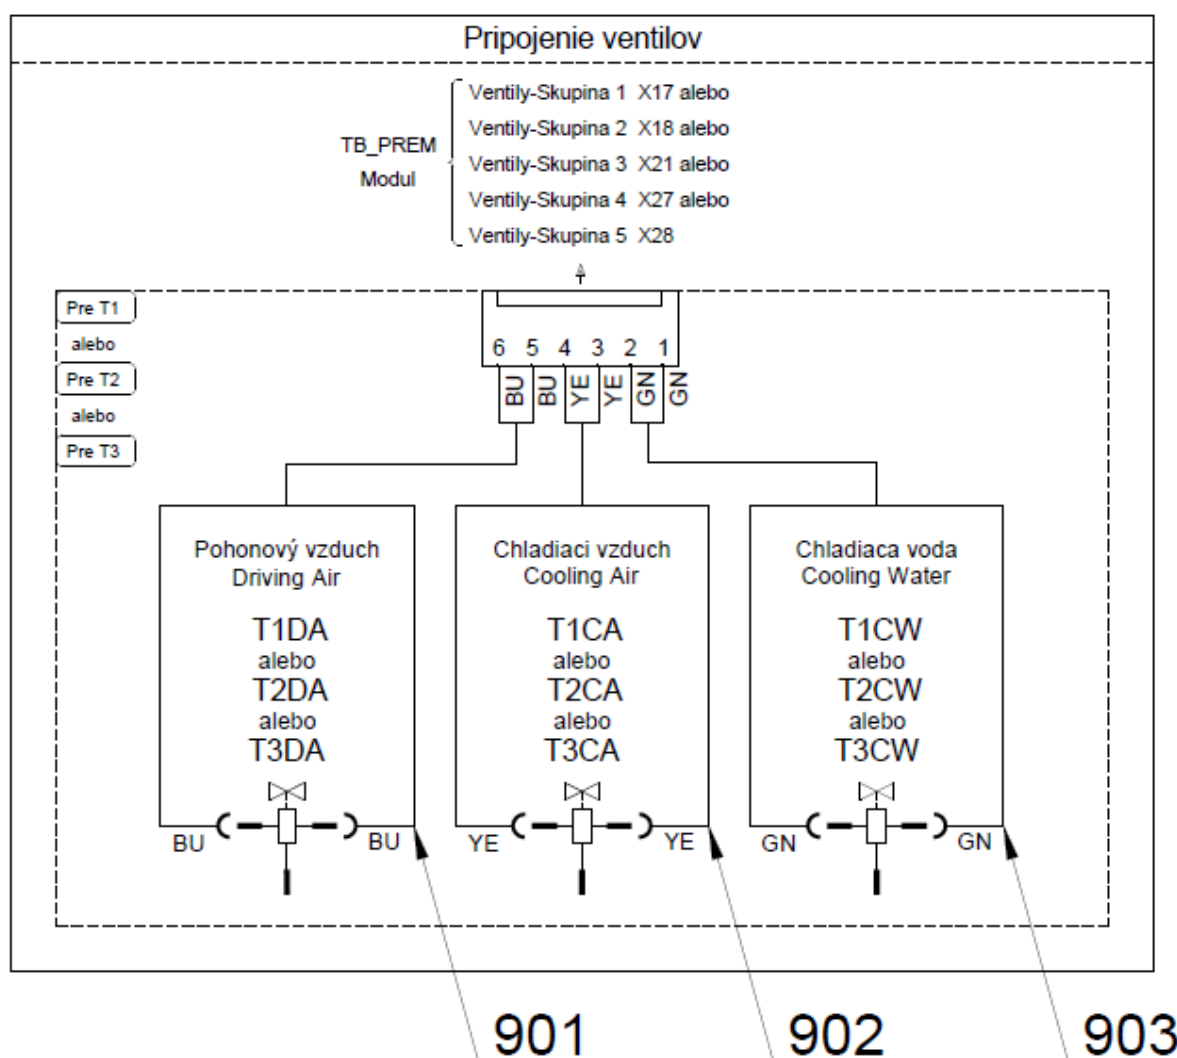 Pripojenie ventilov
TB_PREM
Modul
Ventily-Skupina 1 X17 alebo
Ventily-Skupina 2 X18 alebo
Ventily-Skupina 3 X21 alebo
Ventily-Skupina 4 X27 alebo
Ventily-Skupina 5 X28
Pre T1
alebo
Pre T2
alebo
Pre T3
6 5 4 3 2 1
BU BU YE YE GN GN
Pohonový vzduch
Driving Air
T1DA
alebo
T2DA
alebo
T3DA
BU BU
Chladiaci vzduch
Cooling Air
T1CA
alebo
T2CA
alebo
T3CA
YE YE
Chladiaca voda
Cooling Water
T1CW
alebo
T2CW
alebo
T3CW
GN GN
901 902 903